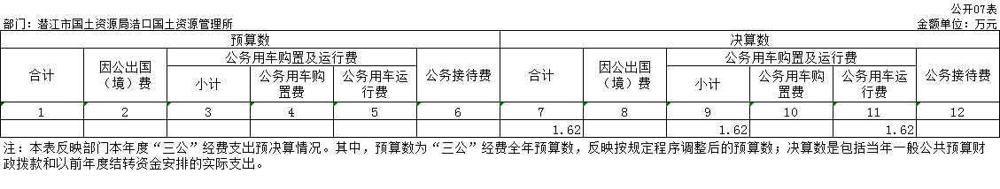 公开07表
部门：潜江市国土资源局浩口国土资源管理所 金额单位：万元
预算数 决算数
合计 因公出国（境）费 公务用车购置及运行费 公务接待费 合计 因公出国（境）费 公务用车购置及运行费 公务接待费
小计 公务用车购置费 公务用车运行费 小计 公务用车购置费 公务用车运行费
1 2 3 4 5 6 7 8 9 10 11 12
1.62 1.62 1.62
注：本表反映部门本年度“三公”经费支出预决算情况。其中，预算数为“三公”经费全年预算数，反映按规定程序调整后的预算数；决算数是包括当年一般公共预算财
政拨款和以前年度结转资金安排的实际支出。